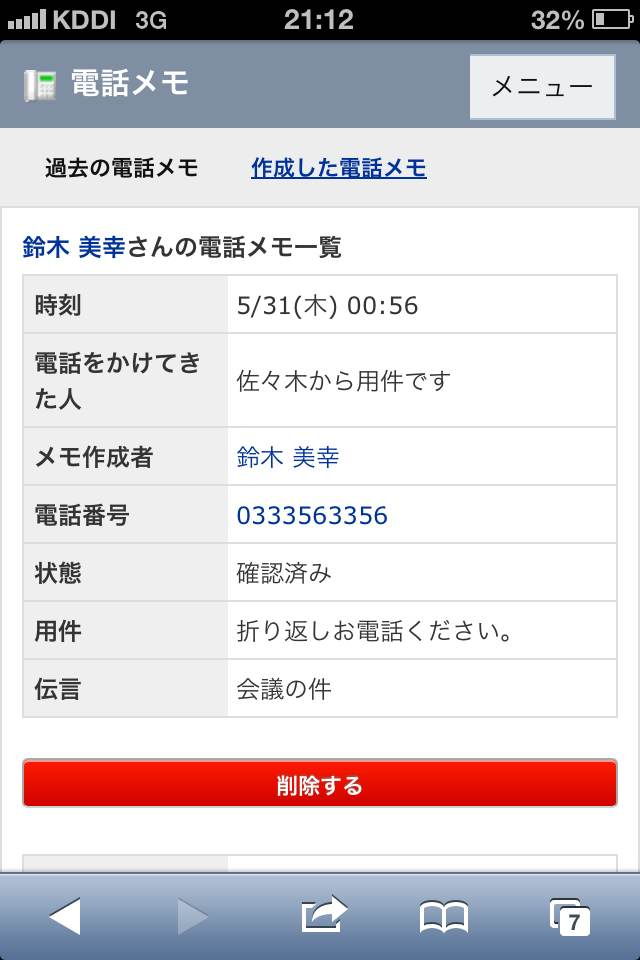 KDDI 3G 21:12 32%
電話メモ
メニュー
過去の電話メモ 作成した電話メモ
鈴木 美幸さんの電話メモ一覧
時刻 5/31(木) 00:56
電話をかけてき
た人
佐々木から用件です
メモ作成者 鈴木 美幸
電話番号 0333563356
状態 確認済み
用件 折り返しお電話ください。
伝言 会議の件
削除する
7